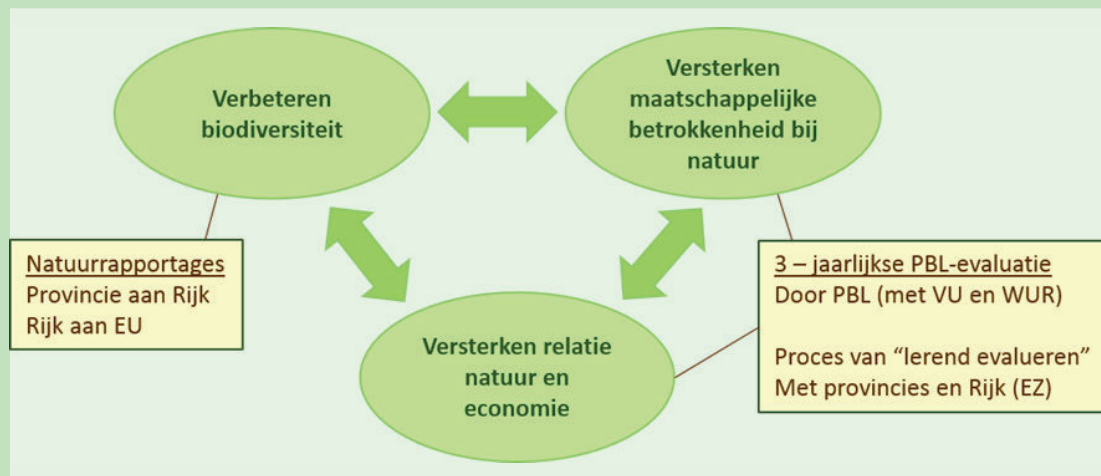 Verbeteren
biodiversiteit
Versterken
maatschappelijke
betrokkenheid bij
natuur
Natuurrapportages
Provincie aan Rijk
Rijk aan EU
Versterken relatie
natuur en
economie
3 – jaarlijkse PBL-evaluatie
Door PBL (met VU en WUR)
Proces van “lerend evalueren”
Met provincies en Rijk (EZ)